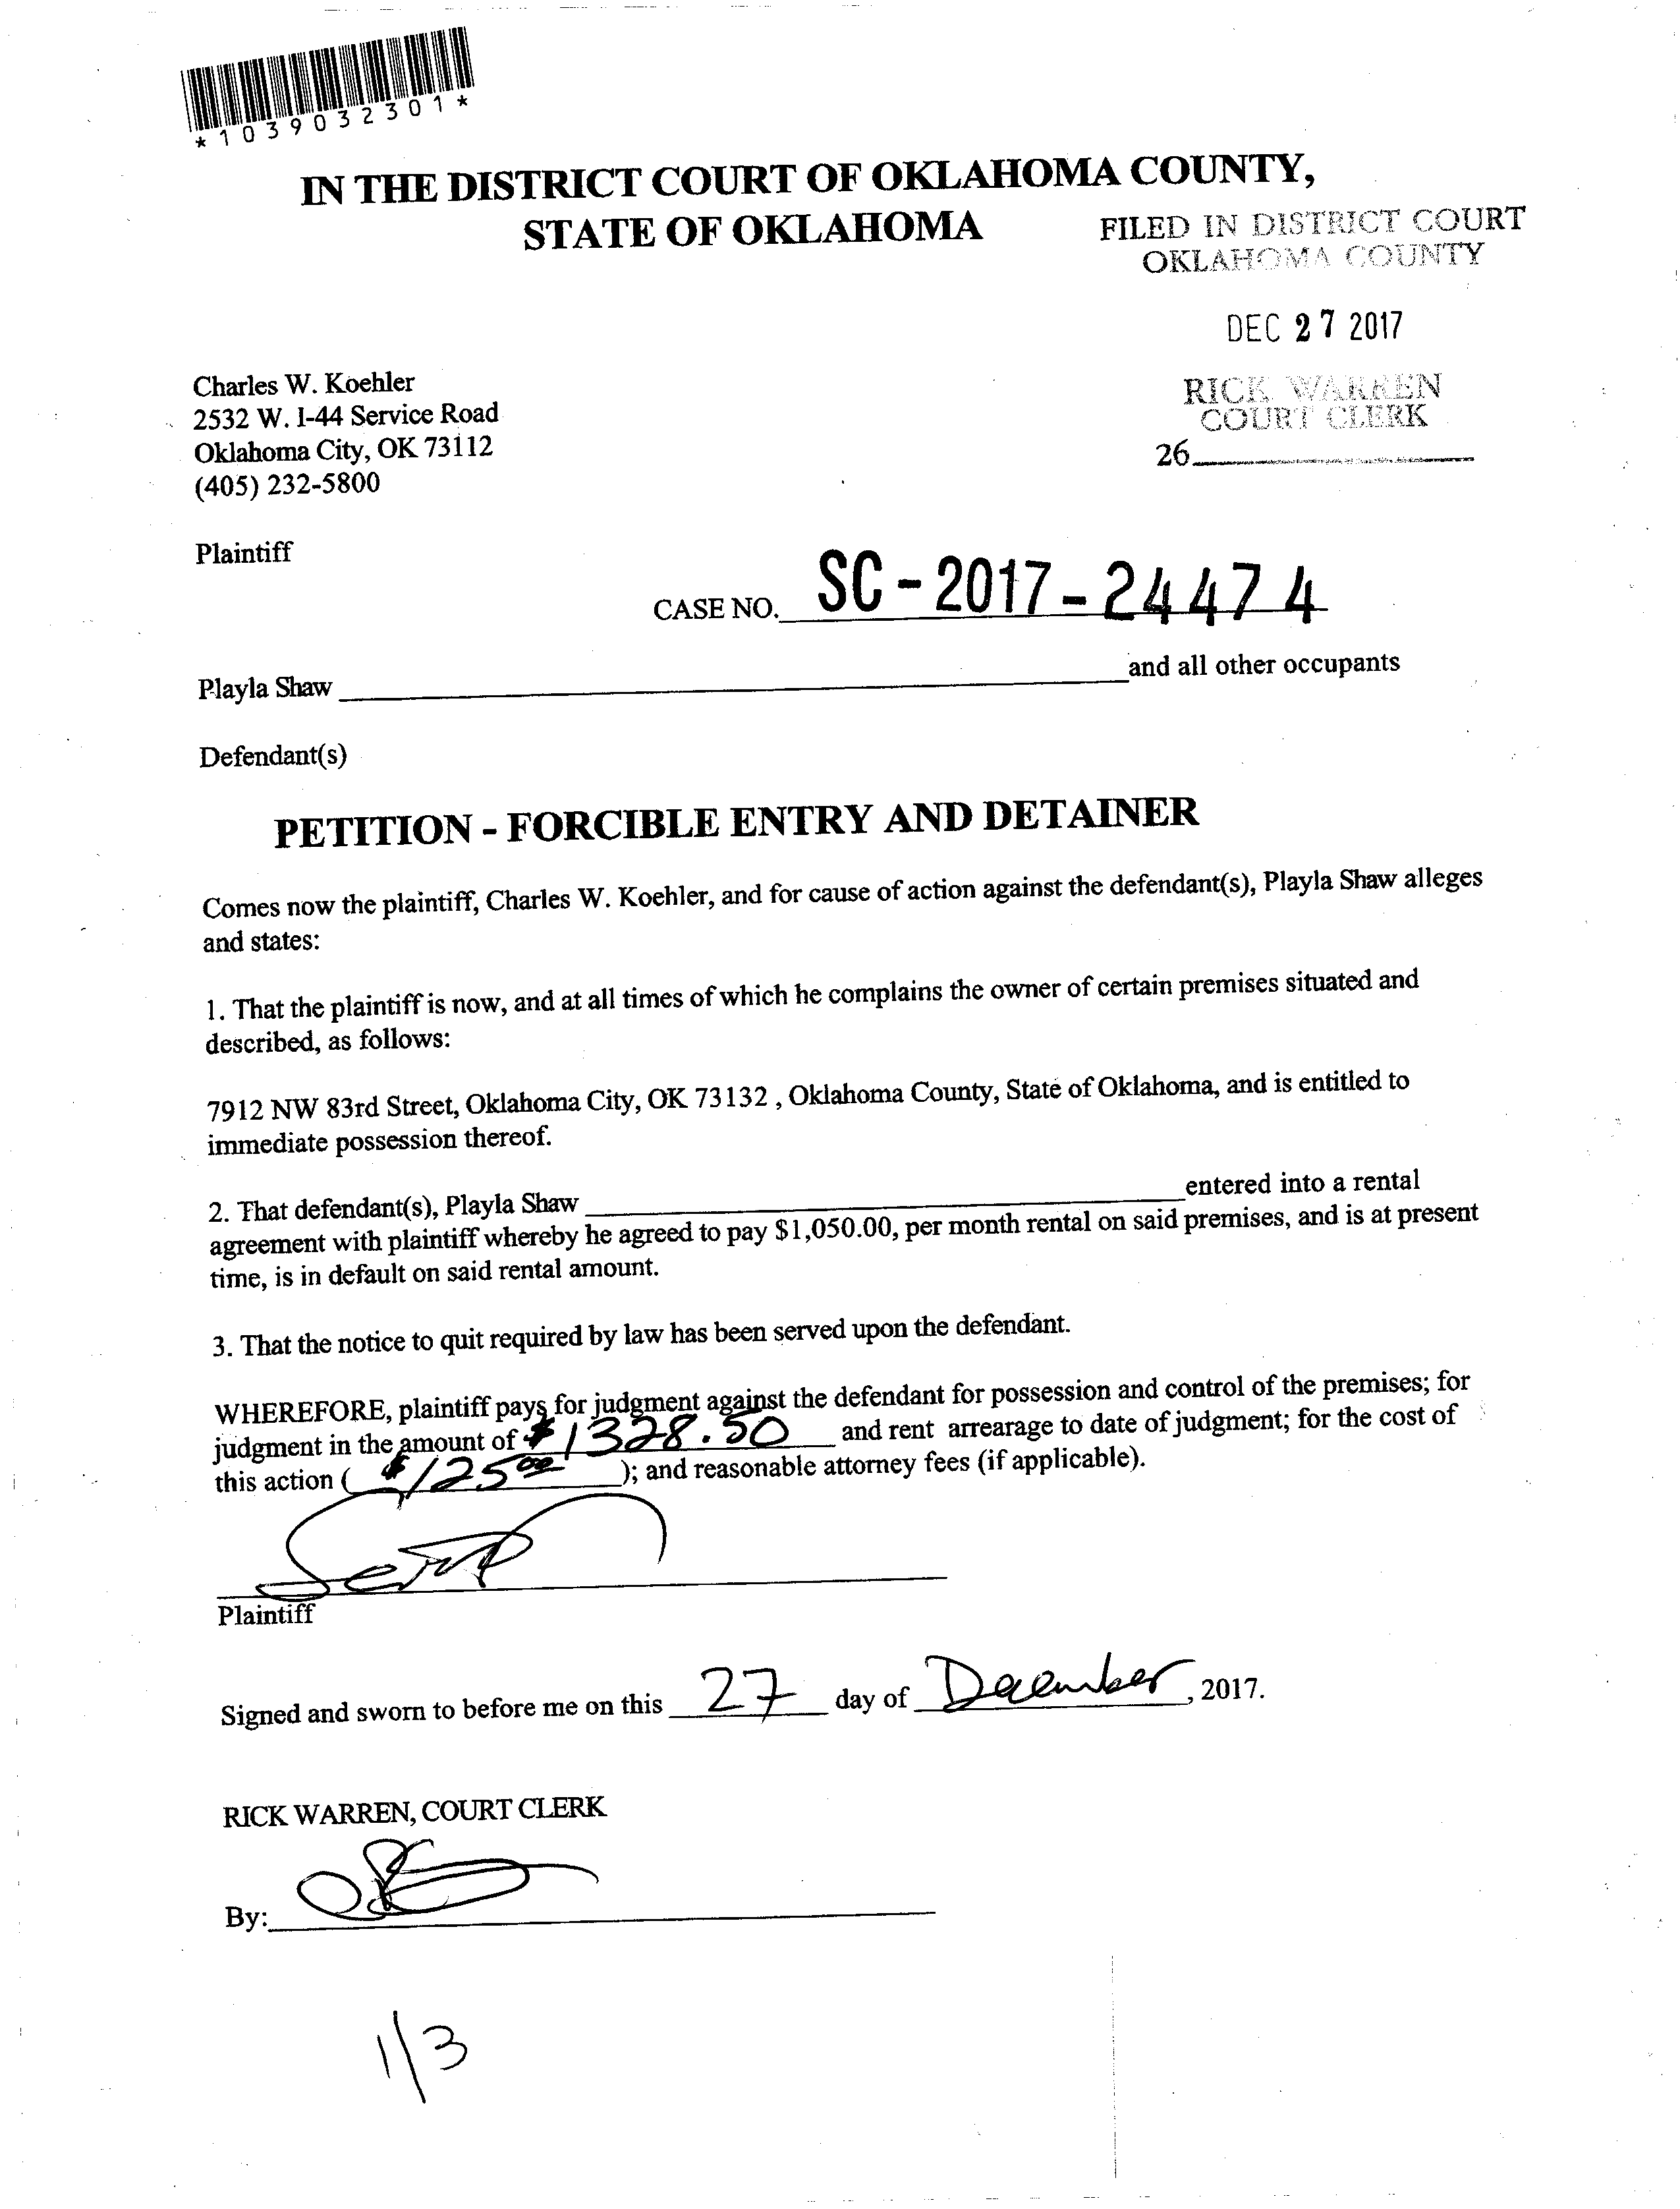 *1039032301*
IN THE DISTRICT COURT OF OKLAHOMA COUNTY,
STATE OF OKLAHOMA
FILED IN DISTRICT COURT
OKLAHOMA COUNTY
DEC 27 2017
RICK WARREN
COURT CLERK
26
Charles W. Koehler
2532 W. I-44 Service Road
Oklahoma City, OK 73112
(405) 232-5800
Plaintiff
CASE NO. SC-2017-24474
Playla Shaw and all other occupants
Defendant(s)
PETITION - FORCIBLE ENTRY AND DETAINER
Comes now the plaintiff, Charles W. Koehler, and for cause of action against the defendant(s), Playla Shaw alleges
and states:
1. That the plaintiff is now, and at all times of which he complains the owner of certain premises situated and
described, as follows:
7912 NW 83rd Street, Oklahoma City, OK 73132 , Oklahoma County, State of Oklahoma, and is entitled to
immediate possession thereof.
2. That defendant(s), Playla Shaw entered into a rental
agreement with plaintiff whereby he agreed to pay $1,050.00, per month rental on said premises, and is at present
time, is in default on said rental amount.
3. That the notice to quit required by law has been served upon the defendant.
WHEREFORE, plaintiff pays for judgment against the defendant for possession and control of the premises; for
judgment in the amount of $1328.50 and rent arrearage to date of judgment; for the cost of
this action ( $125 00 ); and reasonable attorney fees (if applicable).
Plaintiff
Signed and sworn to before me on this 27 day of December, 2017.
RICK WARREN, COURT CLERK
By:
1/3